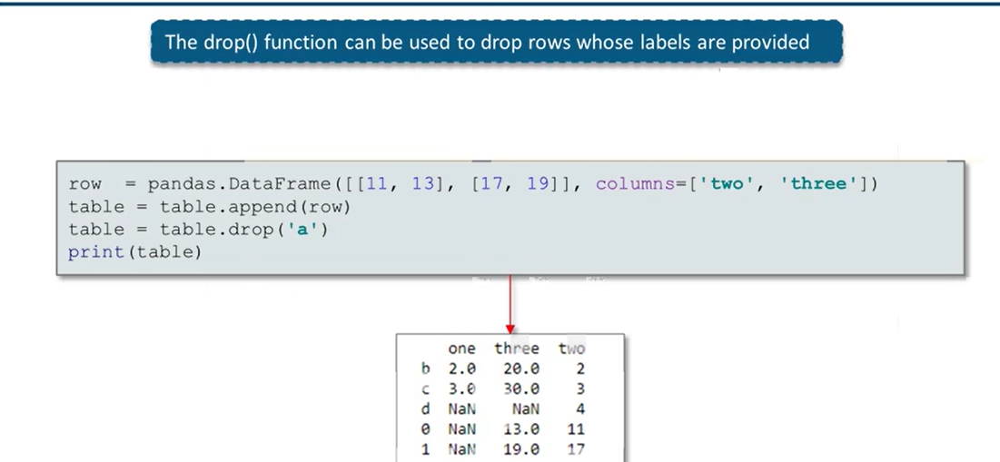 The drop() function can be used to drop rows whose labels are provided
row  = pandas.DataFrame([[11, 13], [17, 19]], columns=['two', 'three'])
table = table.append(row)
table = table.drop('a')
print(table)
one three two
b 2.0 20.0 2
c 3.0 30.0 3
d NaN NaN 4
0 NaN 13.0 11
1 NaN 19.0 17